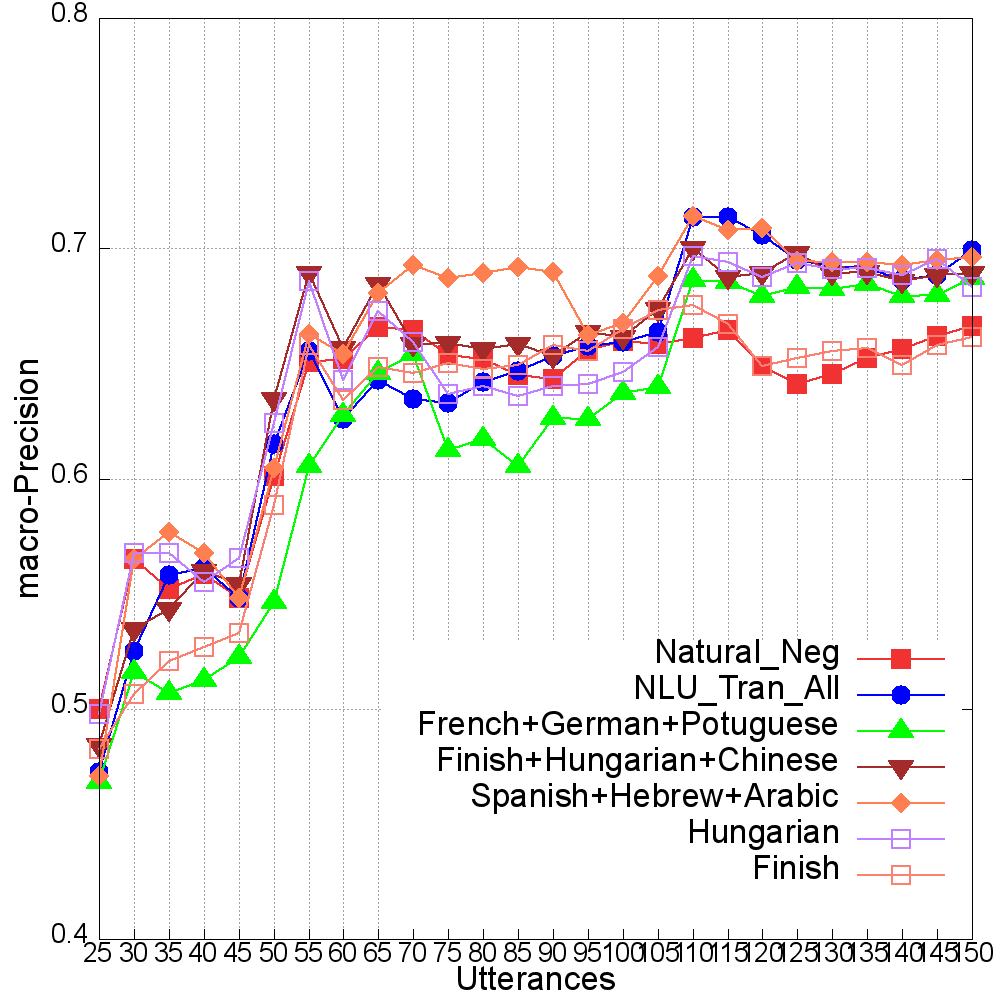 0.8
0.7
0.6
0.5
0.4
macro-Precision
Natural_Neg
NLU_Tran_All
French+German+Potuguese
Finish+Hungarian+Chinese
Spanish+Hebrew+Arabic
Hungarian
Finish
25 30 35 40 45 50 55 60 65 70 75 80 85 90 95 100 105 110 115 120 125 130 135 140 145 150
Utterances